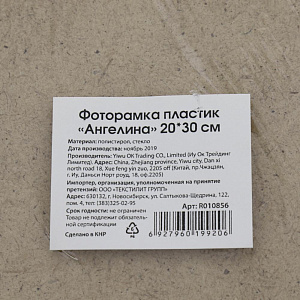 Фоторамка пластик
«Ангелина» 20*30 см
Материал: полистирол, стекло
Дата производства: ноябрь 2019
Производитель: Yiwu OK Trading CO., Limited (Иу Ок Трейдинг
Лимитед)
Адрес: China, Zhejiang province, Yiwu city, Dan xi
north road 18, Xue feng yin zuo, 2205 off (Китай, пр.Чжэцзян,
г. Иу, Даньси Норт роуд, 18, оф.2205)
Импортер, организация, уполномоченная на принятие
претензий: ООО «ТЕКСТИПИТ ГРУПП»
Адрес: 630132, г. Новосибирск, ул. Салтыкова-Щедрина, 122,
пом. 4, тел.: (383)325-02-95
Срок годности: не ограничен
Товар не подлежит обязатель-
ной сертификации
Сделано в КНР
Арт: R010856
6 927960 199206